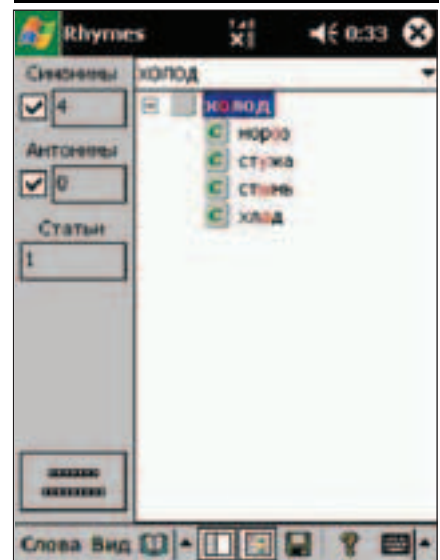 Rhymes 0:33
Синонимы холод
4 холод
мороз
Антонимы стужа
0 стынь
Статьи хлад
1
Слова Вид